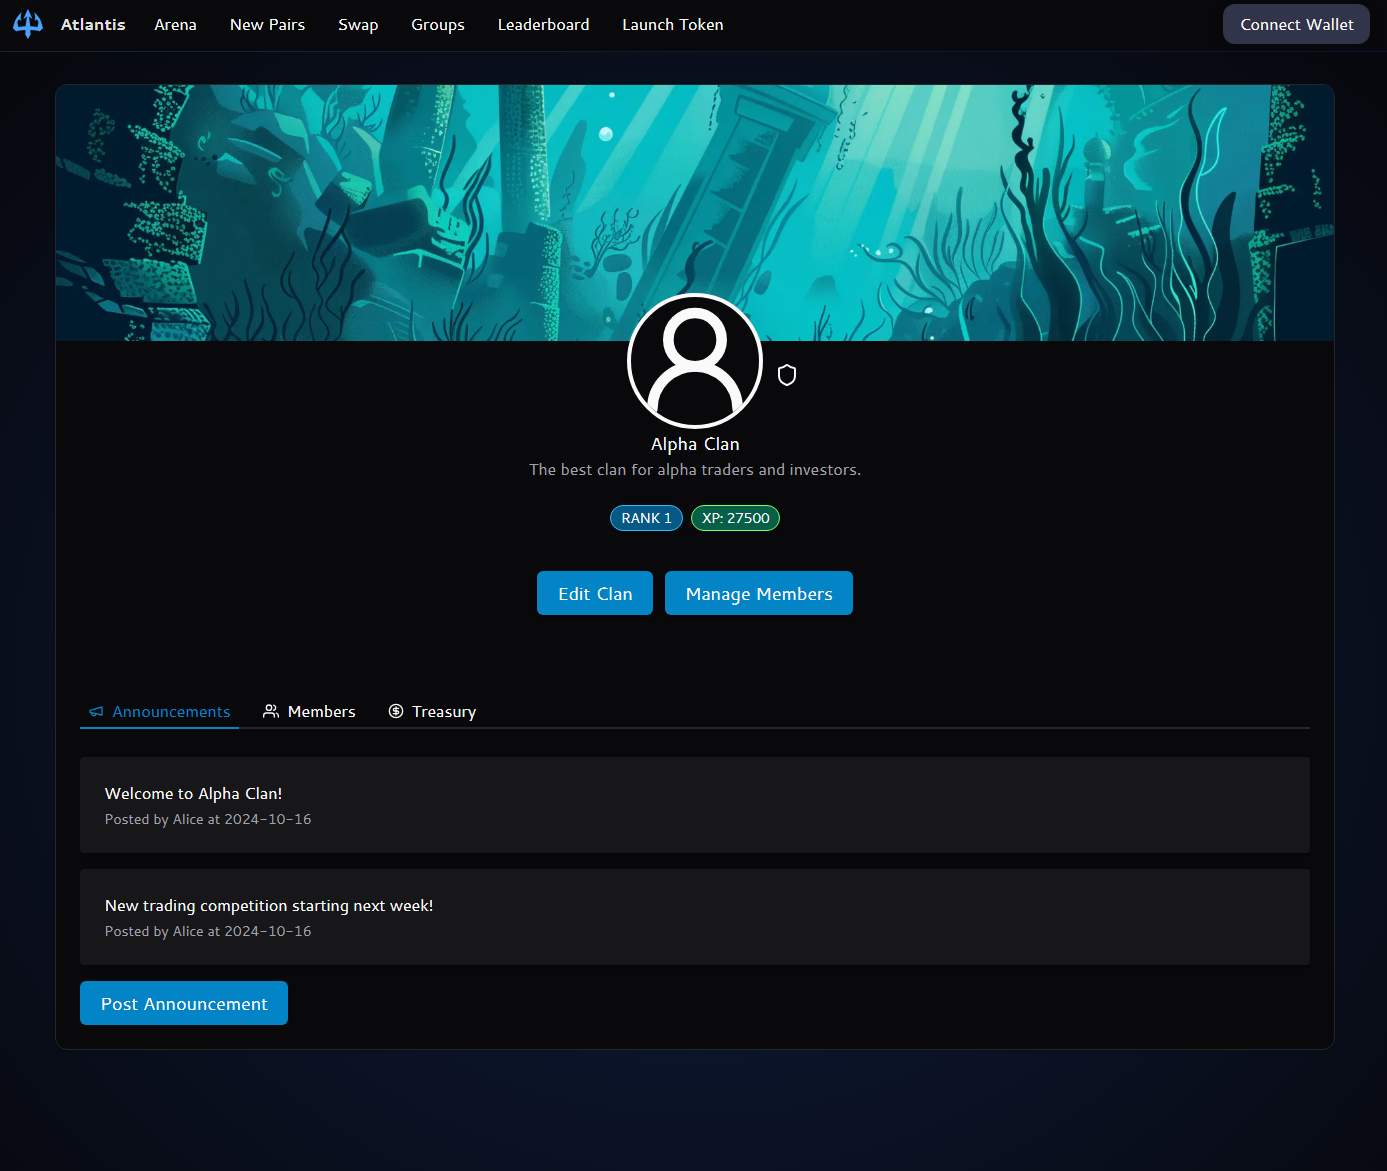 Atlantis Arena New Pairs Swap Groups Leaderboard Launch Token Connect Wallet
Alpha Clan
The best clan for alpha traders and investors.
RANK 1 XP: 27500
Edit Clan Manage Members
Announcements Members Treasury
Welcome to Alpha Clan!
Posted by Alice at 2024-10-16
New trading competition starting next week!
Posted by Alice at 2024-10-16
Post Announcement